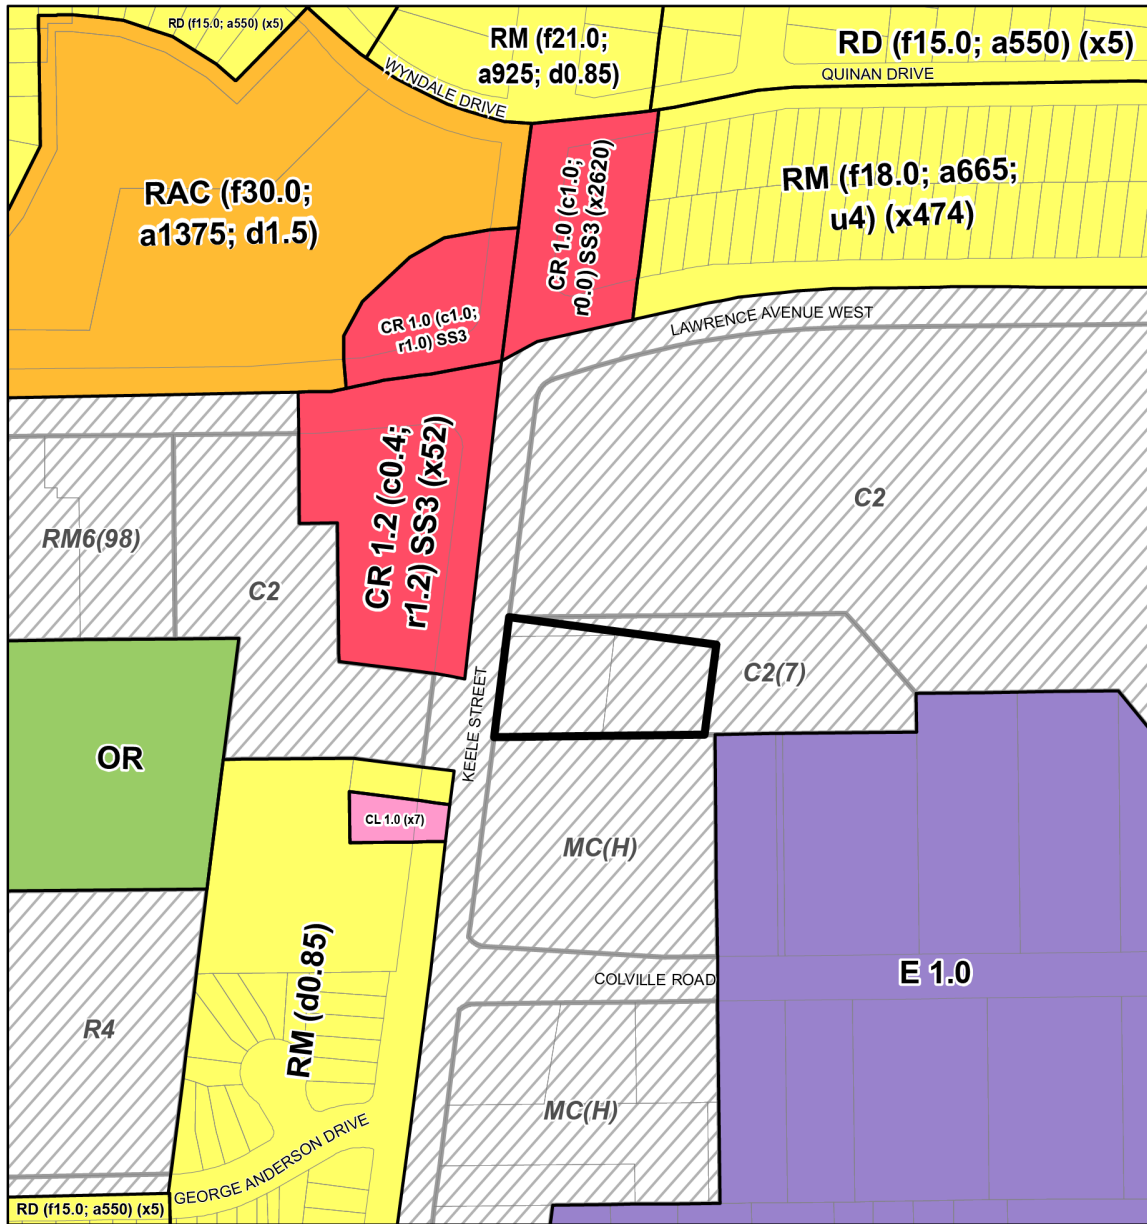 RD (f15.0; a550) (x5)
RM (f21.0;
a925; d0.85)
RD (f15.0; a550) (x5)
QUINAN DRIVE
WYNDALE DRIVE
RAC (f30.0;
a1375; d1.5)
CR 1.0 (c1.0;
r0.0) SS3 (x2620)
RM (f18.0; a665;
u4) (x474)
CR 1.0 (c1.0;
r1.0) SS3
LAWRENCE AVENUE WEST
CR 1.2 (c0.4;
r1.2) SS3 (x52)
C2
RM6(98)
C2
C2(7)
KEELE STREET
OR
CL 1.0 (x7)
MC(H)
RM (d0.85)
COLVILLE ROAD
E 1.0
R4
MC(H)
GEORGE ANDERSON DRIVE
RD (f15.0; a550) (x5)